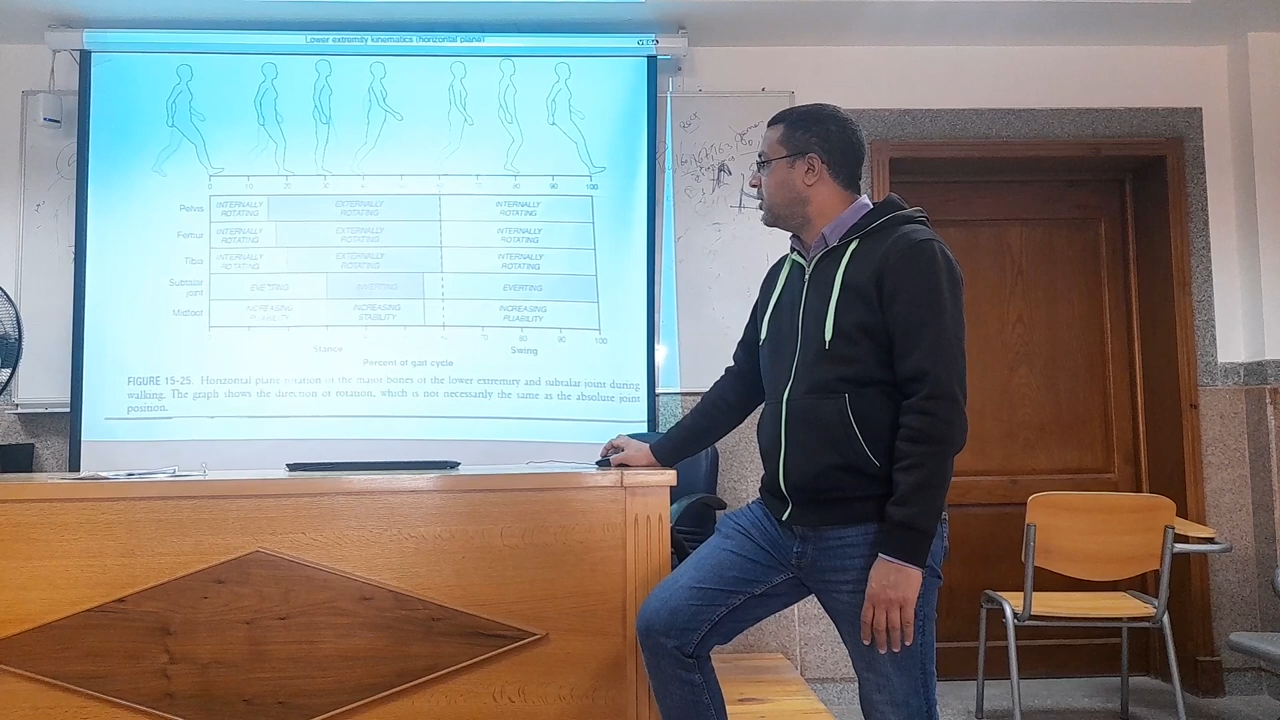 Lower extremity kinematics (horizontal plane)
VEGA
0 10 20 80 90 100
Pelvis INTERNALLY ROTATING EXTERNALLY ROTATING INTERNALLY ROTATING
Femur INTERNALLY ROTATING EXTERNALLY ROTATING INTERNALLY ROTATING
Tibia INTERNALLY ROTATING EXTERNALLY ROTATING INTERNALLY ROTATING
Subtalar joint EVERTING INVERTING EVERTING
Midfoot INCREASING PLIABILITY INCREASING STABILITY INCREASING PLIABILITY
80 90 100
Stance Swing
Percent of gait cycle
FIGURE 15-25. Horizontal plane rotation of the major bones of the lower extremity and subtalar joint during
walking. The graph shows the direction of rotation, which is not necessarily the same as the absolute joint
position.